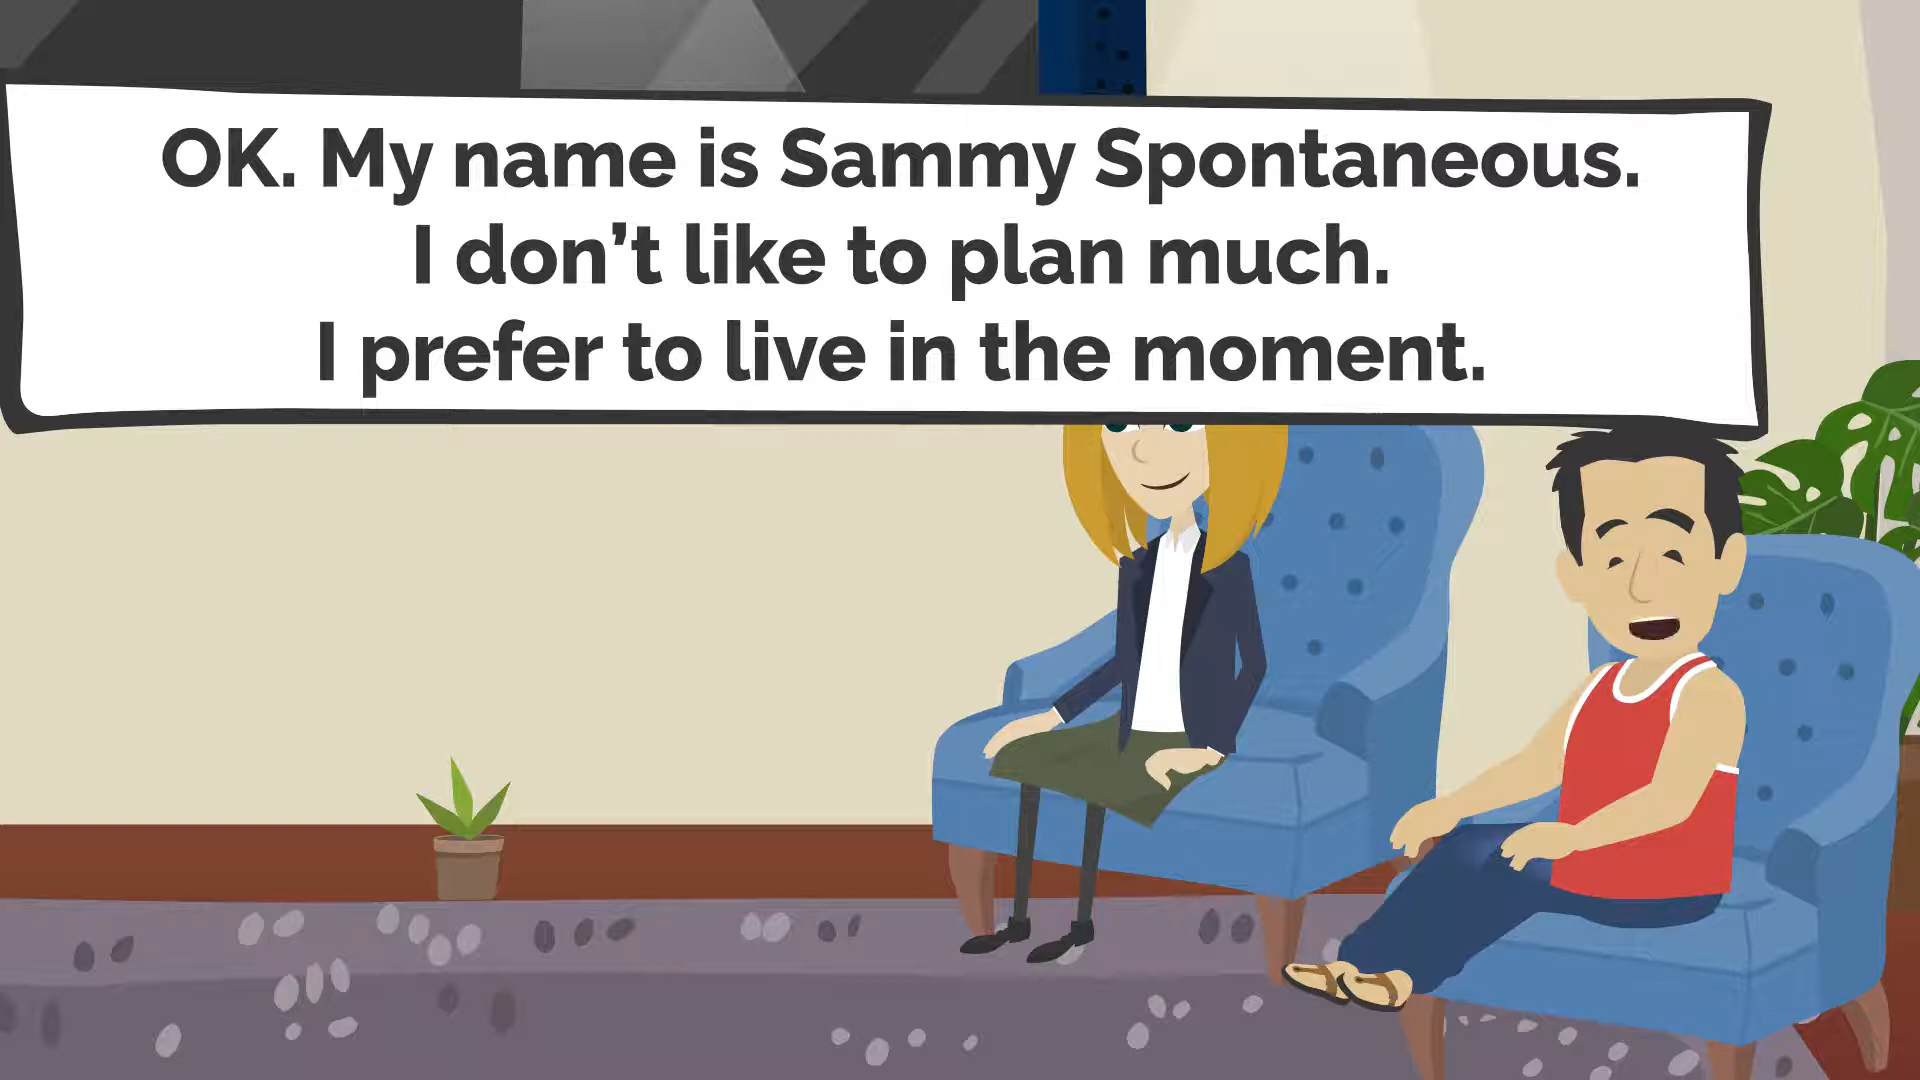 OK. My name is Sammy Spontaneous.
I don’t like to plan much.
I prefer to live in the moment.